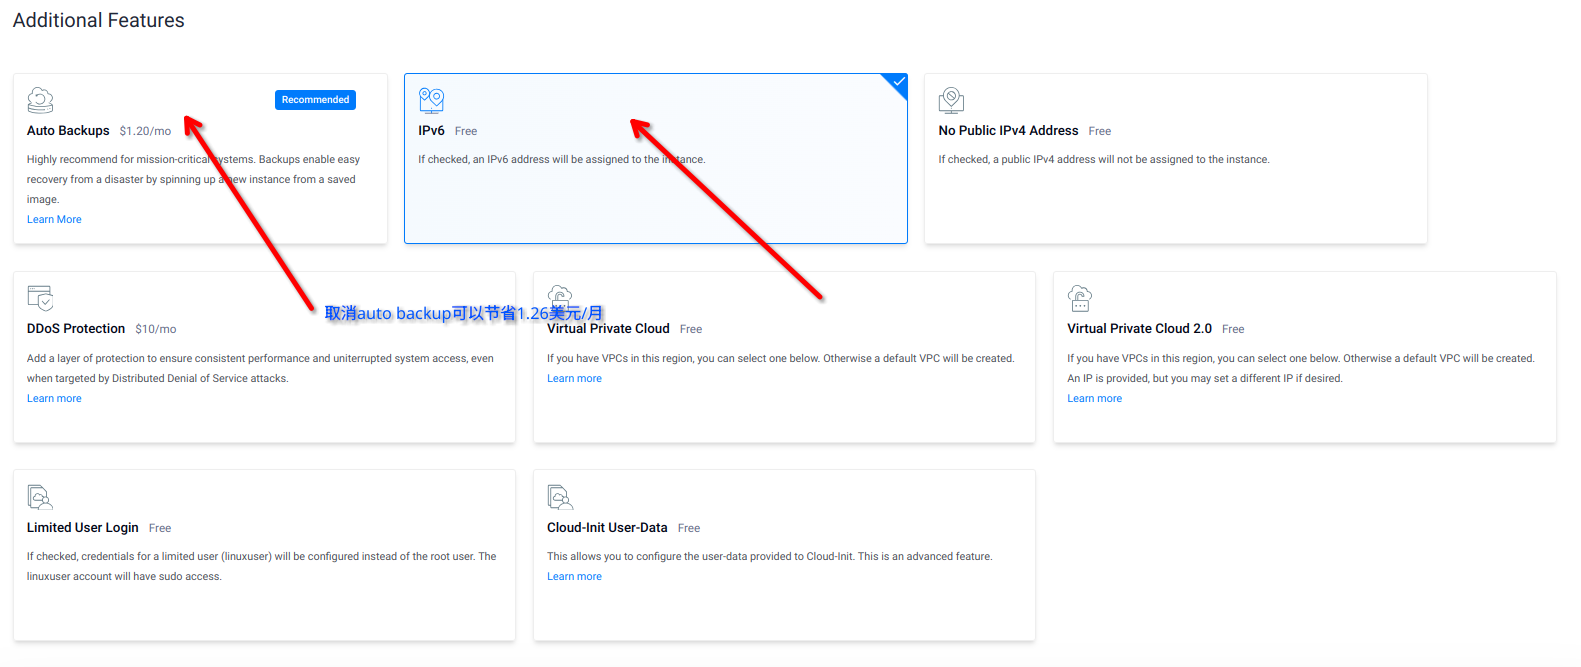 Additional Features
Recommended
Auto Backups $1.20/mo
Highly recommend for mission-critical systems. Backups enable easy
recovery from a disaster by spinning up a new instance from a saved
image.
Learn More
IPv6 Free
If checked, an IPv6 address will be assigned to the instance.
No Public IPv4 Address Free
If checked, a public IPv4 address will not be assigned to the instance.
取消auto backup可以节省1.26美元/月
DDoS Protection $10/mo
Add a layer of protection to ensure consistent performance and uniterrupted system access, even
when targeted by Distributed Denial of Service attacks.
Learn more
Virtual Private Cloud Free
If you have VPCs in this region, you can select one below. Otherwise a default VPC will be created.
Learn more
Virtual Private Cloud 2.0 Free
If you have VPCs in this region, you can select one below. Otherwise a default VPC will be created.
An IP is provided, but you may set a different IP if desired.
Learn more
Limited User Login Free
If checked, credentials for a limited user (linuxuser) will be configured instead of the root user. The
linuxuser account will have sudo access.
Cloud-Init User-Data Free
This allows you to configure the user-data provided to Cloud-Init. This is an advanced feature.
Learn more